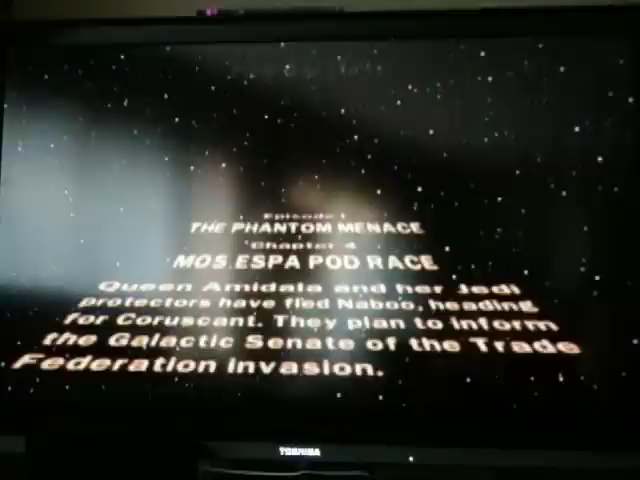 Episode I
THE PHANTOM MENACE
Chapter 4
MOS ESPA POD RACE
Queen Amidala and her Jedi
protectors have fled Naboo, heading
for Coruscant. They plan to inform
the Galactic Senate of the Trade
Federation invasion.
TOSHIBA